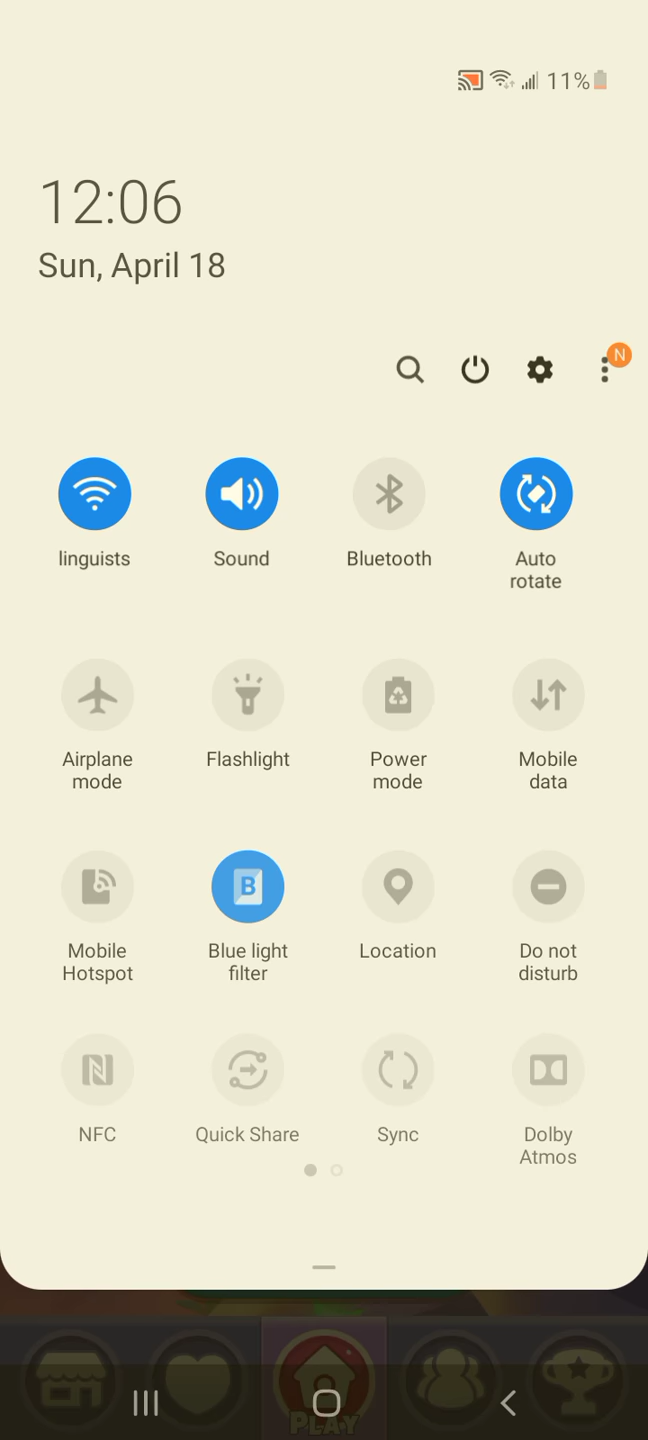 11%
12:06
Sun, April 18
N
linguists
Sound
Bluetooth
Auto
rotate
Airplane
mode
Flashlight
Power
mode
Mobile
data
Mobile
Hotspot
B
Blue light
filter
Location
Do not
disturb
NFC
Quick Share
Sync
Dolby
Atmos
PLAY